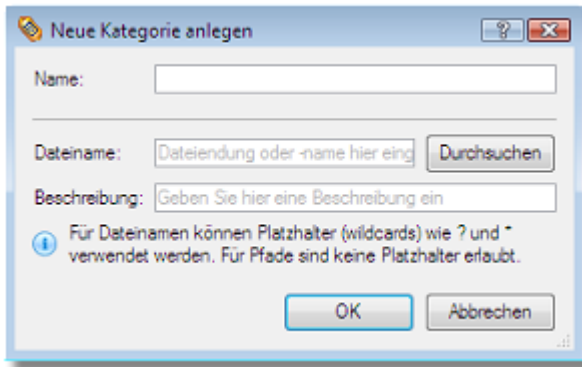 Neue Kategorie anlegen
Name:
Dateiname: Dateiendung oder -name hier eing Durchsuchen
Beschreibung: Geben Sie hier eine Beschreibung ein
Für Dateinamen können Platzhalter (wildcards) wie ? und *
verwendet werden. Für Pfade sind keine Platzhalter erlaubt.
OK Abbrechen